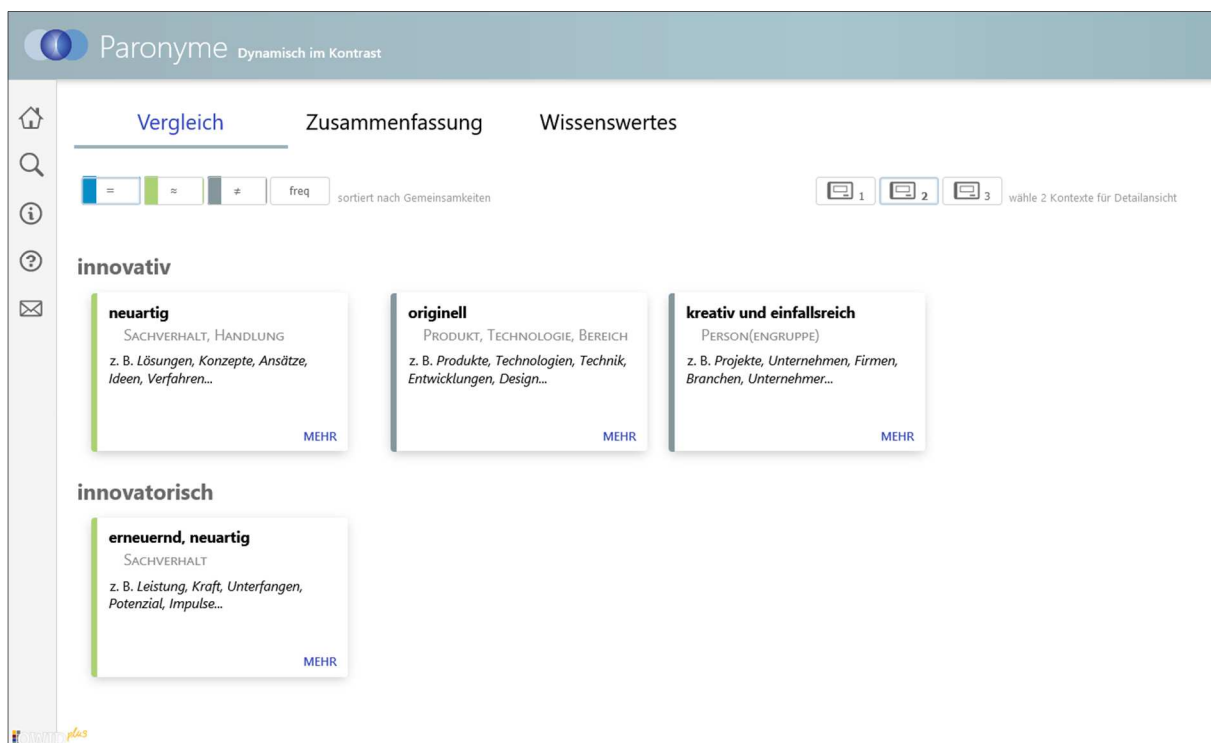 Paronyme Dynamisch im Kontrast
Vergleich Zusammenfassung Wissenswertes
= ≈ ≠ freq sortiert nach Gemeinsamkeiten 1 2 3 wähle 2 Kontexte für Detailansicht
innovativ
neuartig
SACHVERHALT, HANDLUNG
z. B. Lösungen, Konzepte, Ansätze,
Ideen, Verfahren...
MEHR
originell
PRODUKT, TECHNOLOGIE, BEREICH
z. B. Produkte, Technologien, Technik,
Entwicklungen, Design...
MEHR
kreativ und einfallsreich
PERSON(ENGRUPPE)
z. B. Projekte, Unternehmen, Firmen,
Branchen, Unternehmer...
MEHR
innovatorisch
erneuernd, neuartig
SACHVERHALT
z. B. Leistung, Kraft, Unterfangen,
Potenzial, Impulse...
MEHR
plus